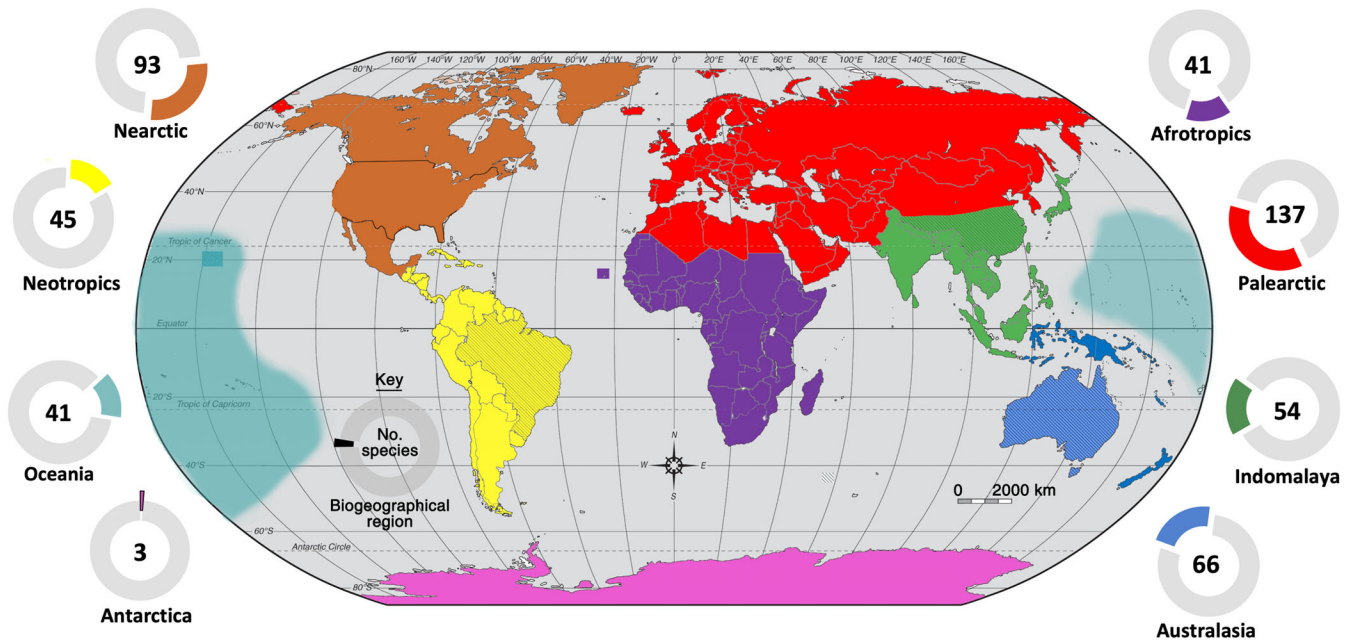 93
Nearctic
45
Neotropics
41
Oceania
3
Antarctica
160°W 140°W 120°W 100°W 80°W 60°W 40°W 20°W 0° 20°E 40°E 60°E 80°E 100°E 120°E 140°E 160°E
80°N
60°N
40°N
Tropic of Cancer
20°N
Equator
0°
20°S
Tropic of Capricorn
40°S
60°S
Antarctic Circle
80°S
Key
No.
species
Biogeographical
region
N
W E
S
0 2000 km
41
Afrotropics
137
Palearctic
54
Indomalaya
66
Australasia